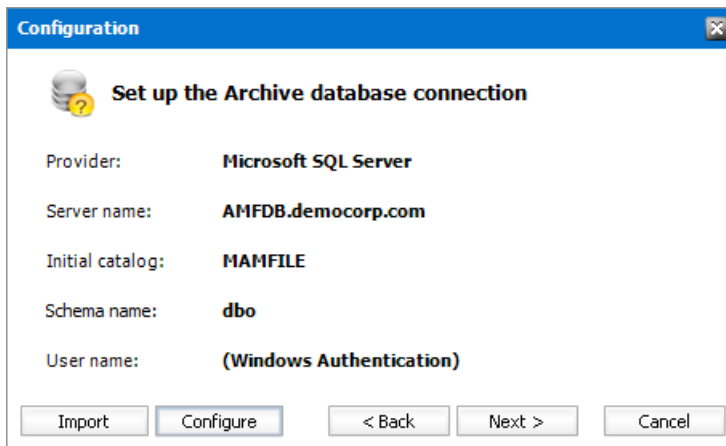 Configuration
Set up the Archive database connection
Provider: Microsoft SQL Server
Server name: AMFDB.democorp.com
Initial catalog: MAMFILE
Schema name: dbo
User name: (Windows Authentication)
Import Configure < Back Next > Cancel